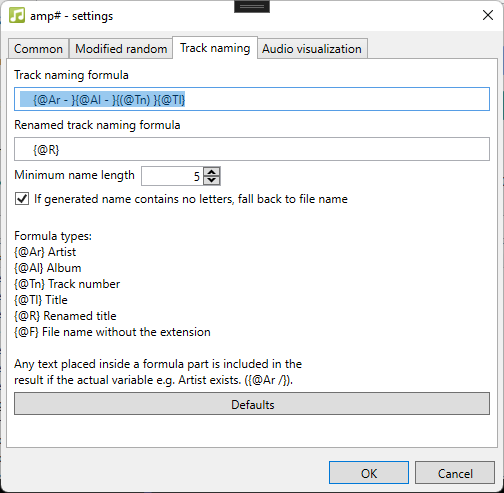 amp# - settings
Common
Modified random
Track naming
Audio visualization
Track naming formula
{@Ar - }{@Al - }{(@Tn) }{@Tl}
Renamed track naming formula
{@R}
Minimum name length
5
If generated name contains no letters, fall back to file name
Formula types:
{@Ar} Artist
{@Al} Album
{@Tn} Track number
{@Tl} Title
{@R} Renamed title
{@F} File name without the extension
Any text placed inside a formula part is included in the
result if the actual variable e.g. Artist exists. ({@Ar /}).
Defaults
OK
Cancel